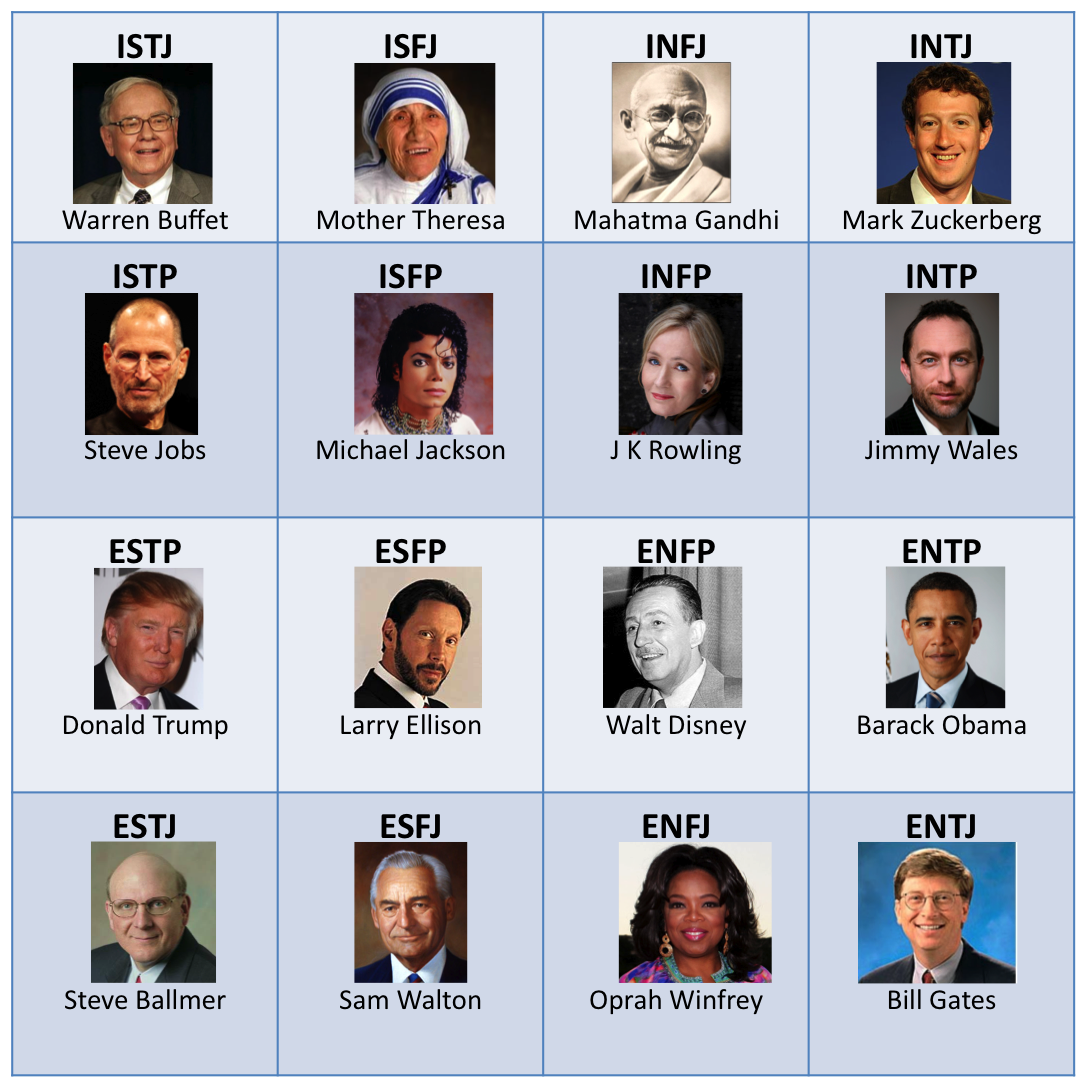 ISTJ
Warren Buffet
ISFJ
Mother Theresa
INFJ
Mahatma Gandhi
INTJ
Mark Zuckerberg
ISTP
Steve Jobs
ISFP
Michael Jackson
INFP
J K Rowling
INTP
Jimmy Wales
ESTP
Donald Trump
ESFP
Larry Ellison
ENFP
Walt Disney
ENTP
Barack Obama
ESTJ
Steve Ballmer
ESFJ
Sam Walton
ENFJ
Oprah Winfrey
ENTJ
Bill Gates